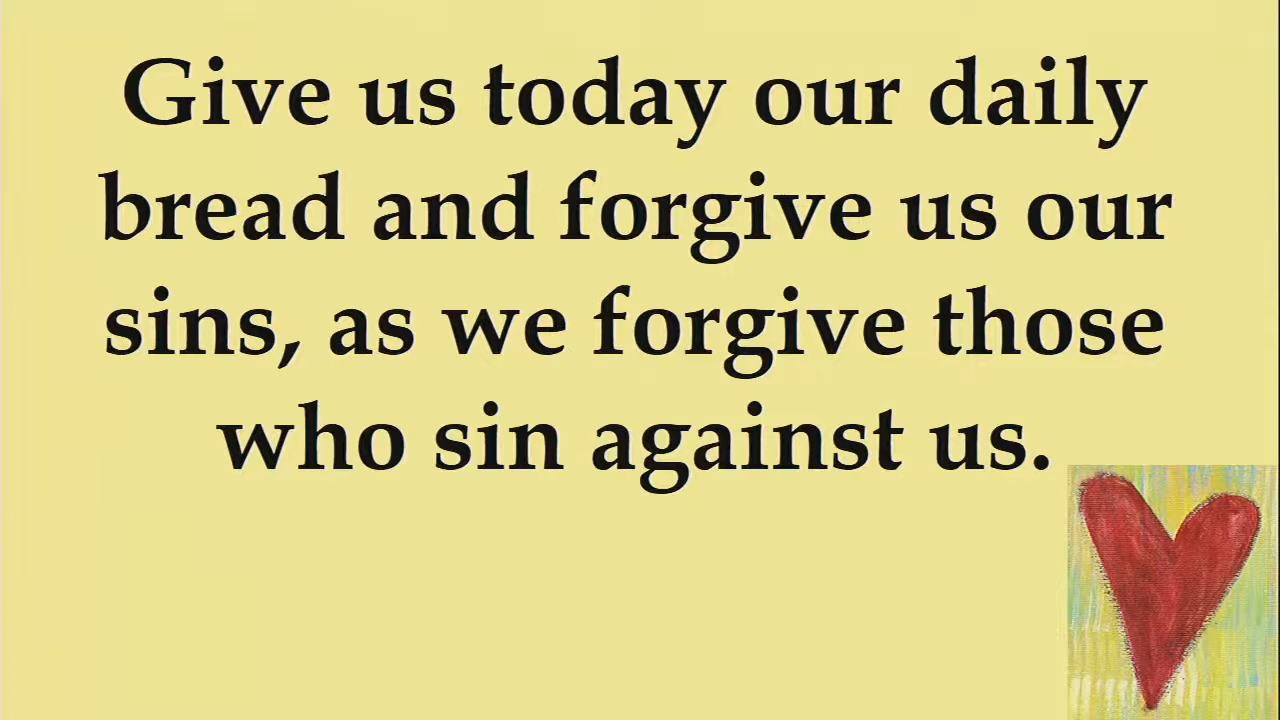 Give us today our daily
bread and forgive us our
sins, as we forgive those
who sin against us.